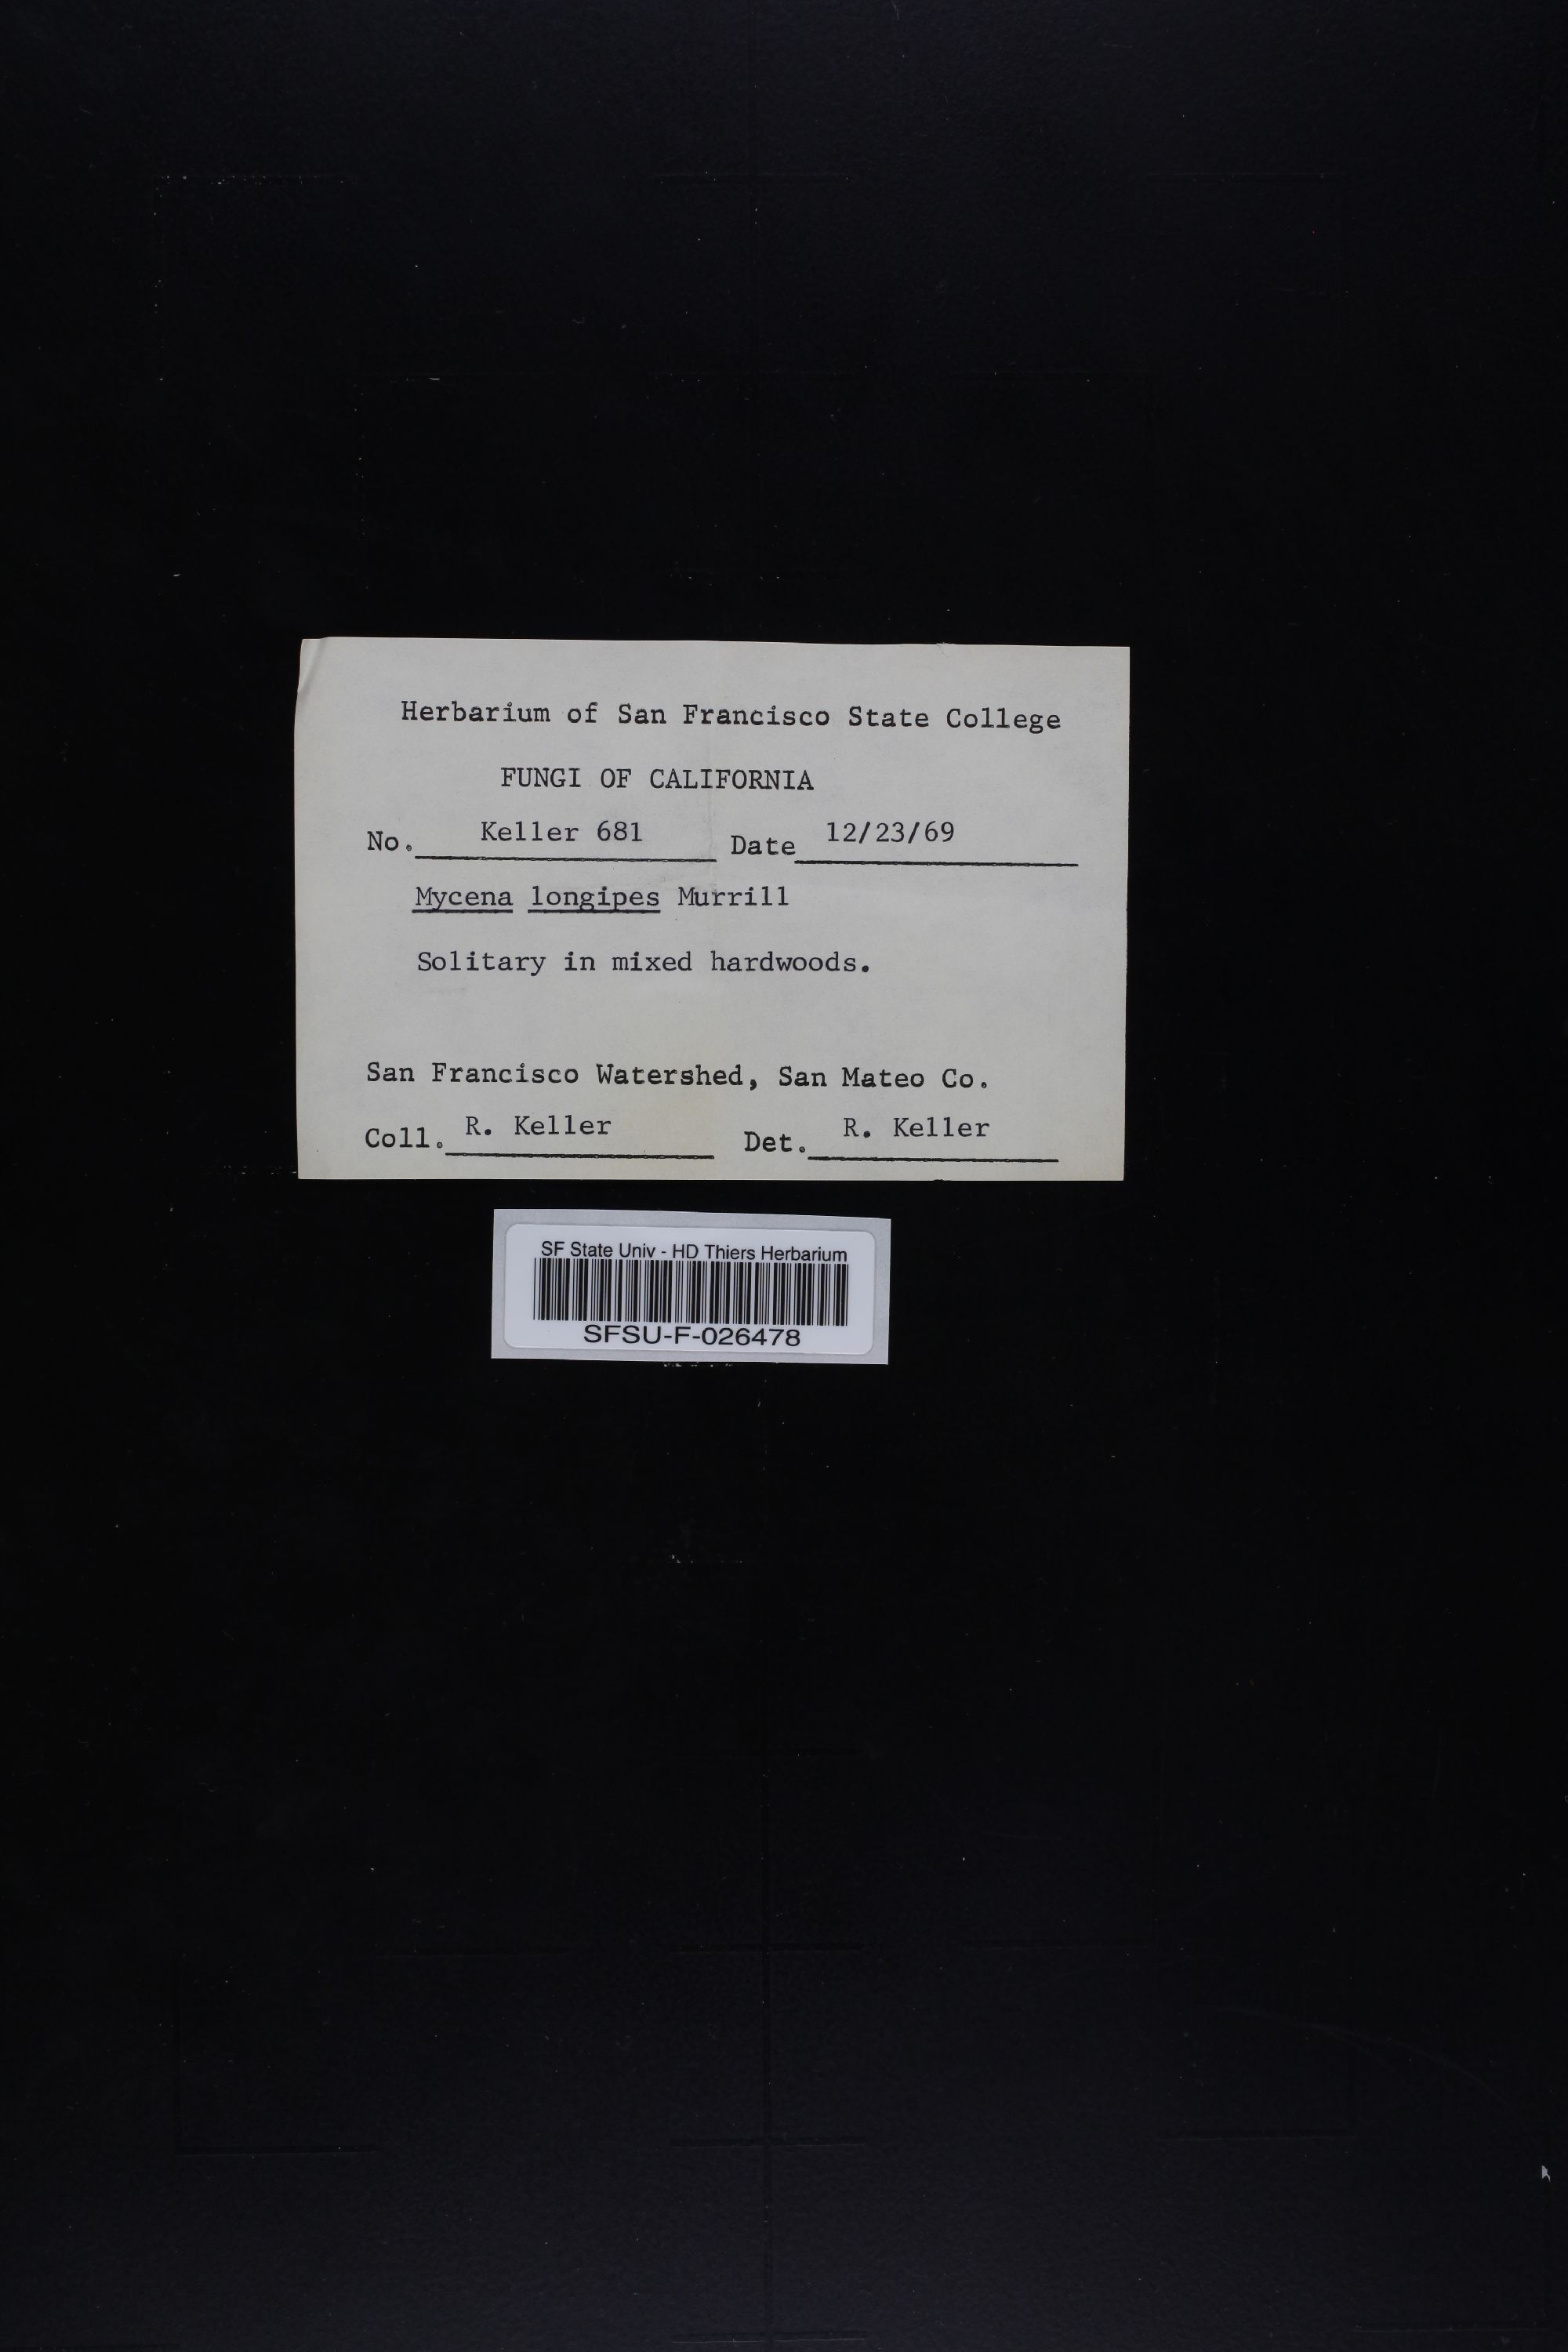 Herbarium of San Francisco State College
FUNGI OF CALIFORNIA
No. Keller 681 Date 12/23/69
Mycena longipes Murrill
Solitary in mixed hardwoods.
San Francisco Watershed, San Mateo Co.
Coll. R. Keller Det. R. Keller
SF State Univ - HD Thiers Herbarium
SFSU-F-026478